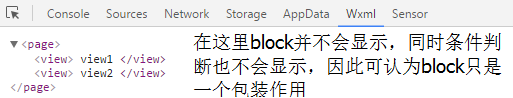 Console Sources Network Storage AppData Wxml Sensor
▼<page>
<view> view1 </view>
<view> view2 </view>
</page>
在这里block并不会显示，同时条件判
断也不会显示，因此可认为block只是
一个包装作用